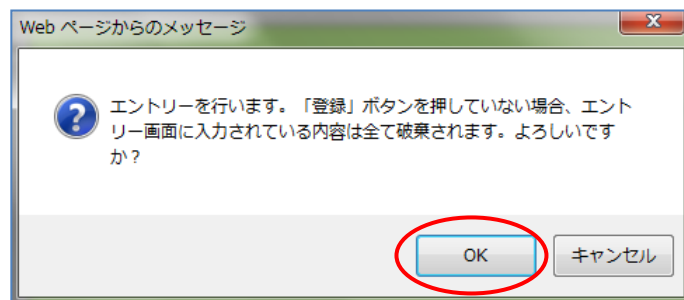 Web ページからのメッセージ
エントリーを行います。「登録」ボタンを押していない場合、エント
リー画面に入力されている内容は全て破棄されます。よろしいです
か？
OK
キャンセル